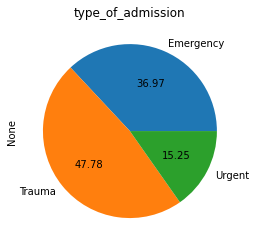 type_of_admission
Emergency
36.97
None
47.78
15.25
Trauma
Urgent